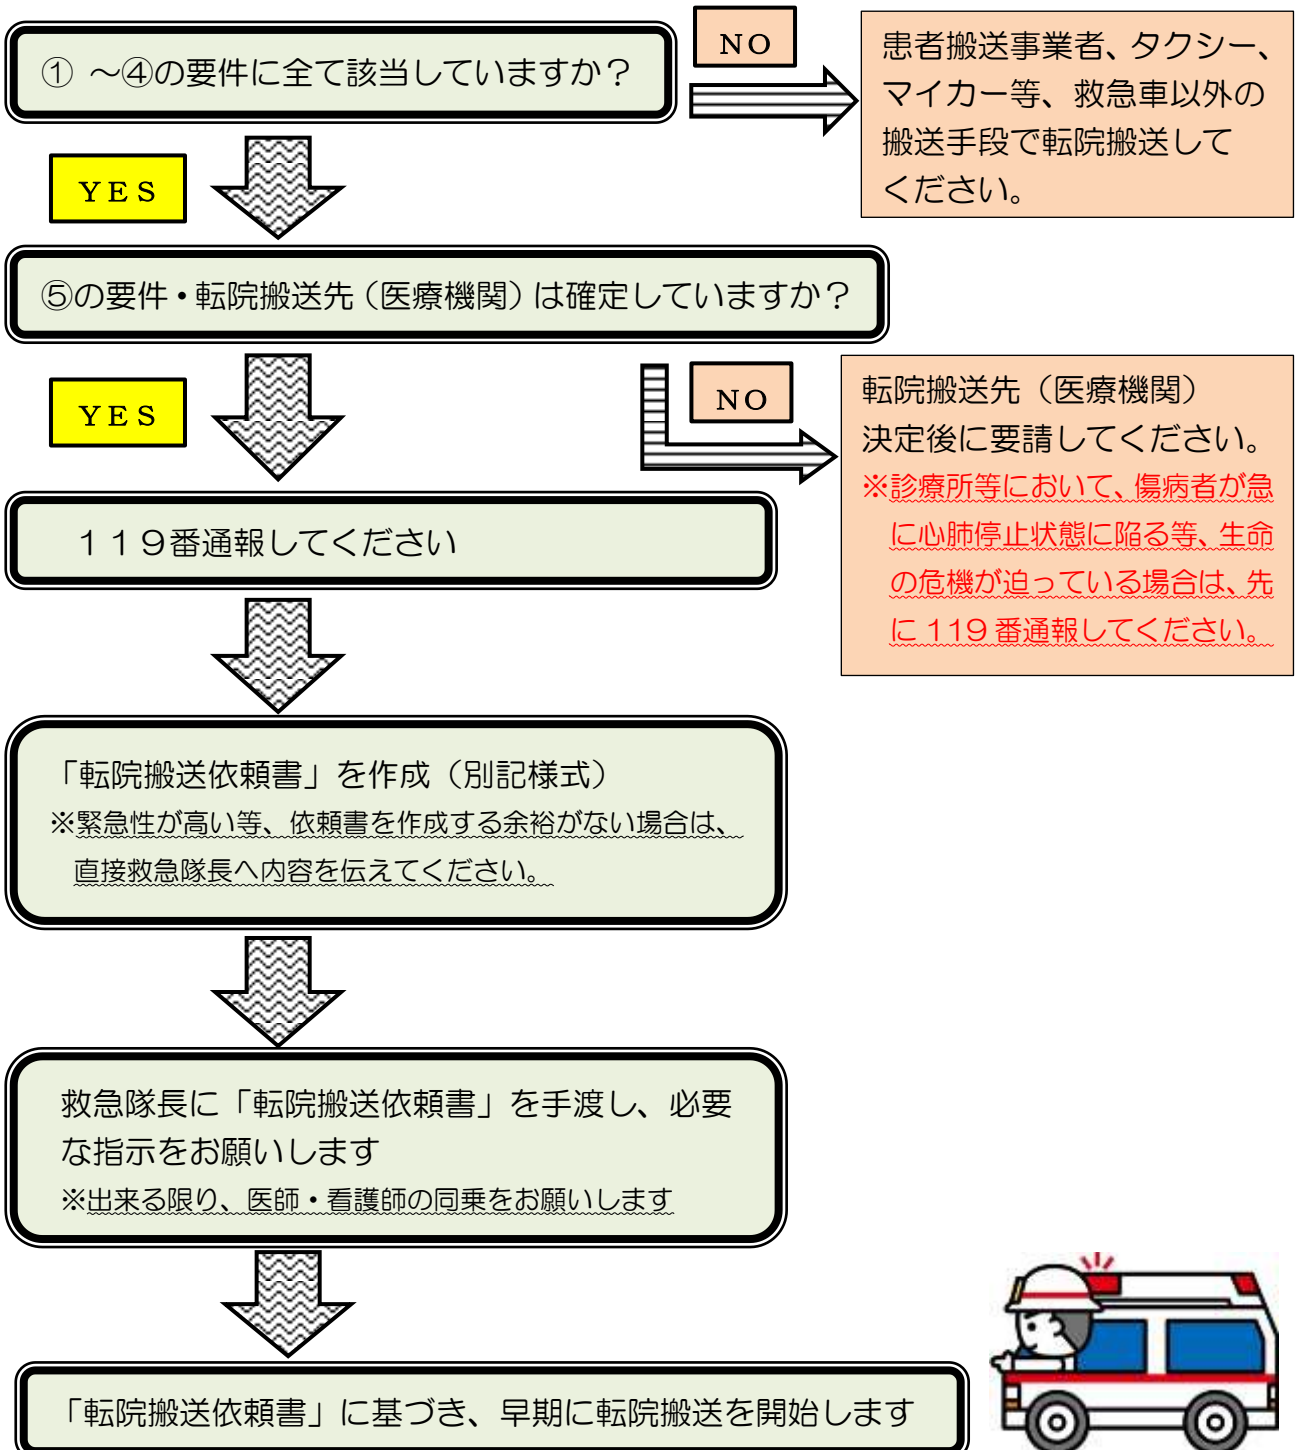 ① ～④の要件に全て該当していますか？
NO
患者搬送事業者、タクシー、
マイカー等、救急車以外の
搬送手段で転院搬送して
ください。
YES
⑤の要件・転院搬送先（医療機関）は確定していますか？
YES
NO
転院搬送先（医療機関）
決定後に要請してください。
※診療所等において、傷病者が急
に心肺停止状態に陥る等、生命
の危機が迫っている場合は、先
に119番通報してください。
１１９番通報してください
「転院搬送依頼書」を作成（別記様式）
※緊急性が高い等、依頼書を作成する余裕がない場合は、
直接救急隊長へ内容を伝えてください。
救急隊長に「転院搬送依頼書」を手渡し、必要
な指示をお願いします
※出来る限り、医師・看護師の同乗をお願いします
「転院搬送依頼書」に基づき、早期に転院搬送を開始します